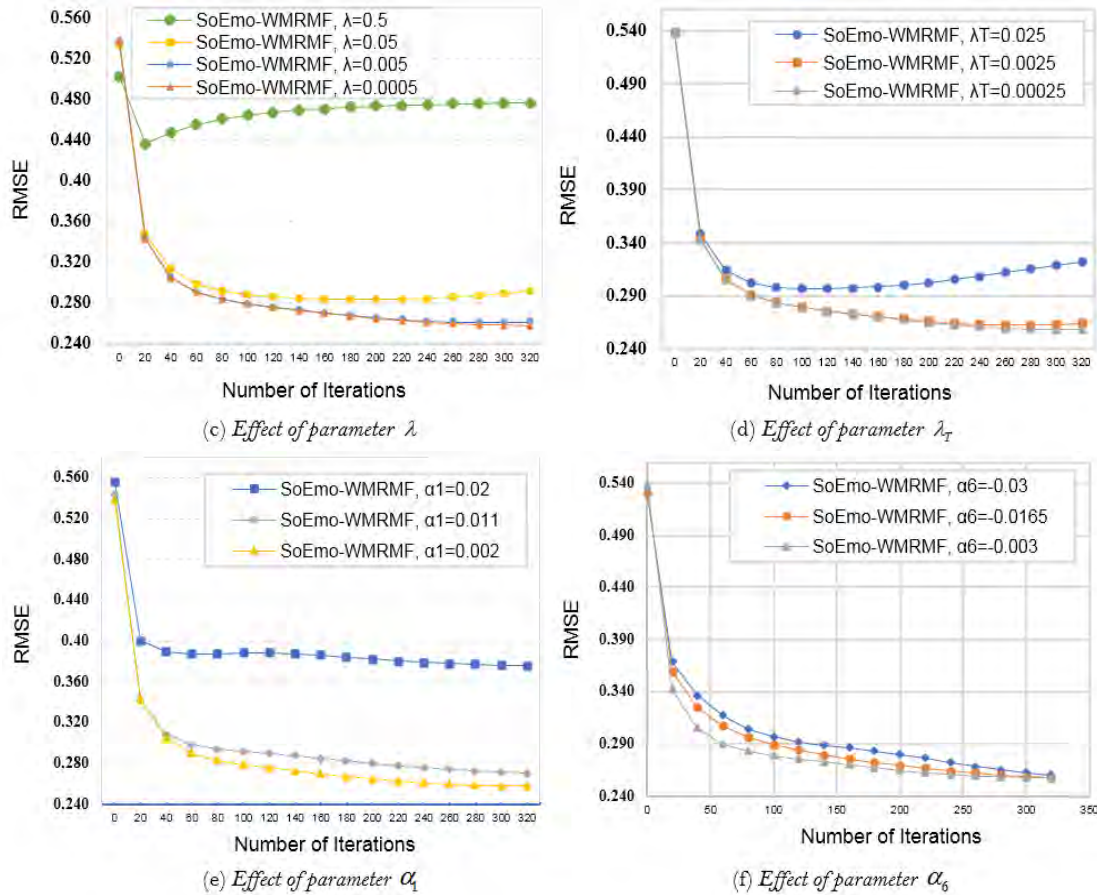 0.560
0.520
0.480
0.440
0.40
0.360
0.320
0.280
0.240
RMSE
SoEmo-WMRMF, λ=0.5
SoEmo-WMRMF, λ=0.05
SoEmo-WMRMF, λ=0.005
SoEmo-WMRMF, λ=0.0005
0 20 40 60 80 100 120 140 160 180 200 220 240 260 280 300 320
Number of Iterations
(c) Effect of parameter λ
0.540
0.490
0.440
0.390
0.340
0.290
0.240
RMSE
SoEmo-WMRMF, λT=0.025
SoEmo-WMRMF, λT=0.0025
SoEmo-WMRMF, λT=0.00025
0 20 40 60 80 100 120 140 160 180 200 220 240 260 280 300 320
Number of Iterations
(d) Effect of parameter λT
0.560
0.520
0.480
0.440
0.40
0.360
0.320
0.280
0.240
RMSE
SoEmo-WMRMF, α1=0.02
SoEmo-WMRMF, α1=0.011
SoEmo-WMRMF, α1=0.002
0 20 40 60 80 100 120 140 160 180 200 220 240 260 280 300 320
Number of Iterations
(e) Effect of parameter α1
0.540
0.490
0.440
0.390
0.340
0.290
0.240
RMSE
SoEmo-WMRMF, α6=-0.03
SoEmo-WMRMF, α6=-0.0165
SoEmo-WMRMF, α6=-0.003
0 50 100 150 200 250 300 350
Number of Iterations
(f) Effect of parameter α6